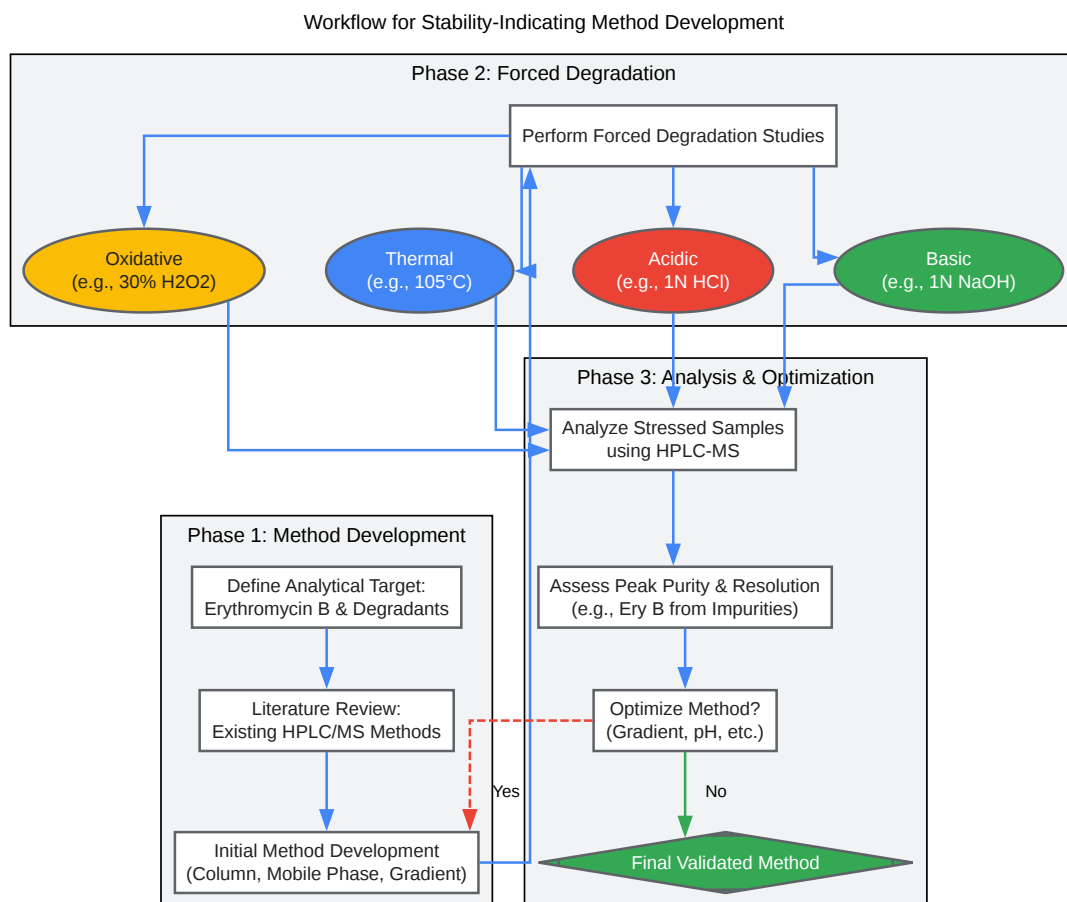 Workflow for Stability-Indicating Method Development
Phase 2: Forced Degradation
Perform Forced Degradation Studies
Oxidative
(e.g., 30% H2O2)
Thermal
(e.g., 105°C)
Acidic
(e.g., 1N HCl)
Basic
(e.g., 1N NaOH)
Phase 3: Analysis & Optimization
Analyze Stressed Samples
using HPLC-MS
Phase 1: Method Development
Define Analytical Target:
Erythromycin B & Degradants
Assess Peak Purity & Resolution
(e.g., Ery B from Impurities)
Literature Review:
Existing HPLC/MS Methods
Optimize Method?
(Gradient, pH, etc.)
Yes
No
Initial Method Development
(Column, Mobile Phase, Gradient)
Final Validated Method